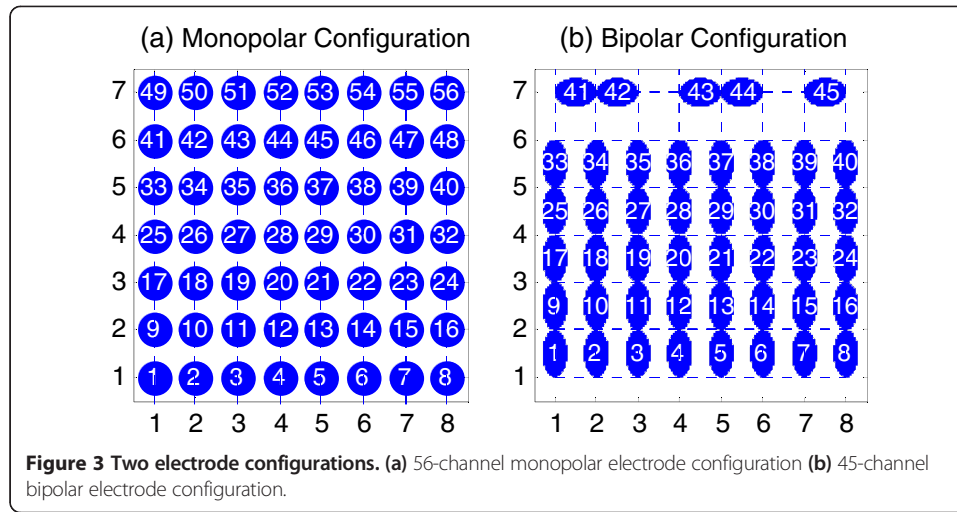 (a) Monopolar Configuration
7 49 50 51 52 53 54 55 56
6 41 42 43 44 45 46 47 48
5 33 34 35 36 37 38 39 40
4 25 26 27 28 29 30 31 32
3 17 18 19 20 21 22 23 24
2 9 10 11 12 13 14 15 16
1 1 2 3 4 5 6 7 8
1 2 3 4 5 6 7 8
(b) Bipolar Configuration
7 41 42 43 44 45
6
33 34 35 36 37 38 39 40
5
25 26 27 28 29 30 31 32
4
17 18 19 20 21 22 23 24
3
9 10 11 12 13 14 15 16
2
1 2 3 4 5 6 7 8
1
1 2 3 4 5 6 7 8
Figure 3 Two electrode configurations. (a) 56-channel monopolar electrode configuration (b) 45-channel
bipolar electrode configuration.